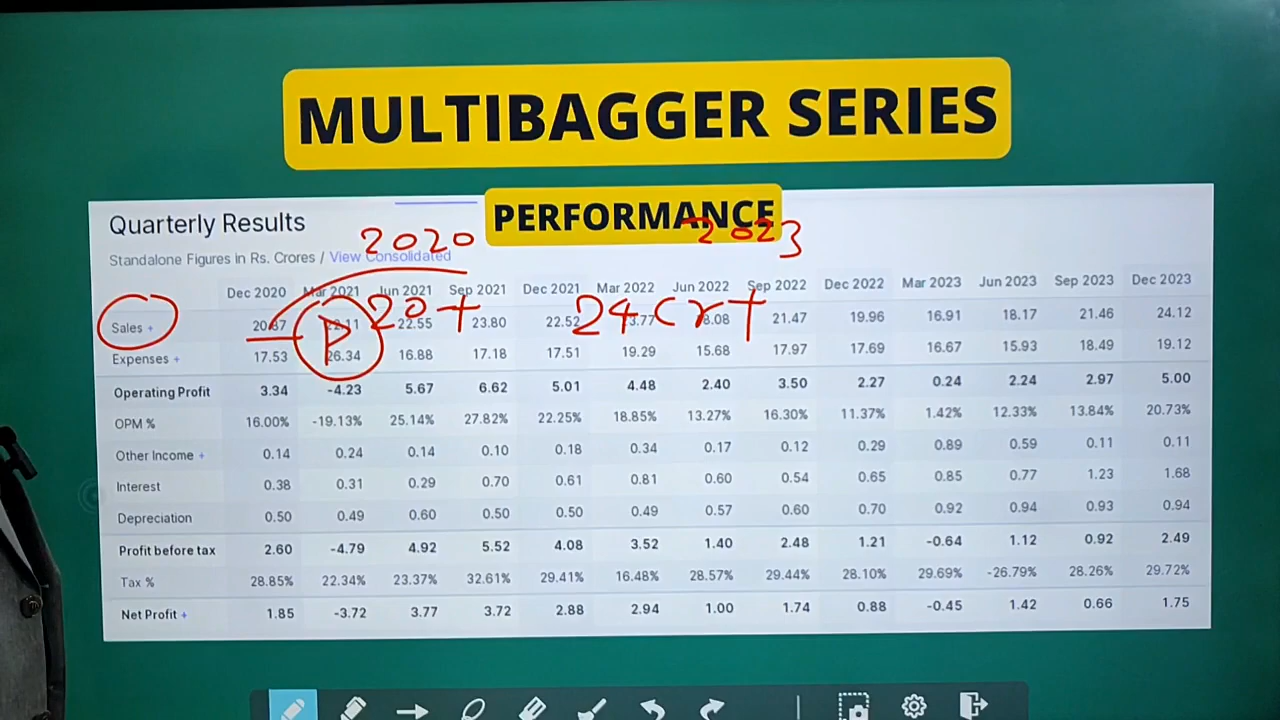 MULTIBAGGER SERIES
PERFORMANCE
Quarterly Results
2020
2023
Standalone Figures in Rs. Crores / View Consolidated
Dec 2020 Mar 2021 Jun 2021 Sep 2021 Dec 2021 Mar 2022 Jun 2022 Sep 2022 Dec 2022 Mar 2023 Jun 2023 Sep 2023 Dec 2023
P 20+ 24 Cr +
Sales + 20.87 22.55 23.80 22.52 21.47 19.96 16.91 18.17 21.46 24.12
Expenses + 17.53 26.34 16.88 17.18 17.51 19.29 15.68 17.97 17.69 16.67 15.93 18.49 19.12
Operating Profit 3.34 -4.23 5.67 6.62 5.01 4.48 2.40 3.50 2.27 0.24 2.24 2.97 5.00
OPM % 16.00% -19.13% 25.14% 27.82% 22.25% 18.85% 13.27% 16.30% 11.37% 1.42% 12.33% 13.84% 20.73%
Other Income + 0.14 0.24 0.14 0.10 0.18 0.34 0.17 0.12 0.29 0.89 0.59 0.11 0.11
Interest 0.38 0.31 0.29 0.70 0.61 0.81 0.60 0.54 0.65 0.85 0.77 1.23 1.68
Depreciation 0.50 0.49 0.60 0.50 0.50 0.49 0.57 0.60 0.70 0.92 0.94 0.93 0.94
Profit before tax 2.60 -4.79 4.92 5.52 4.08 3.52 1.40 2.48 1.21 -0.64 1.12 0.92 2.49
Tax % 28.85% 22.34% 23.37% 32.61% 29.41% 16.48% 28.57% 29.44% 28.10% 29.69% -26.79% 28.26% 29.72%
Net Profit + 1.85 -3.72 3.77 3.72 2.88 2.94 1.00 1.74 0.88 -0.45 1.42 0.66 1.75